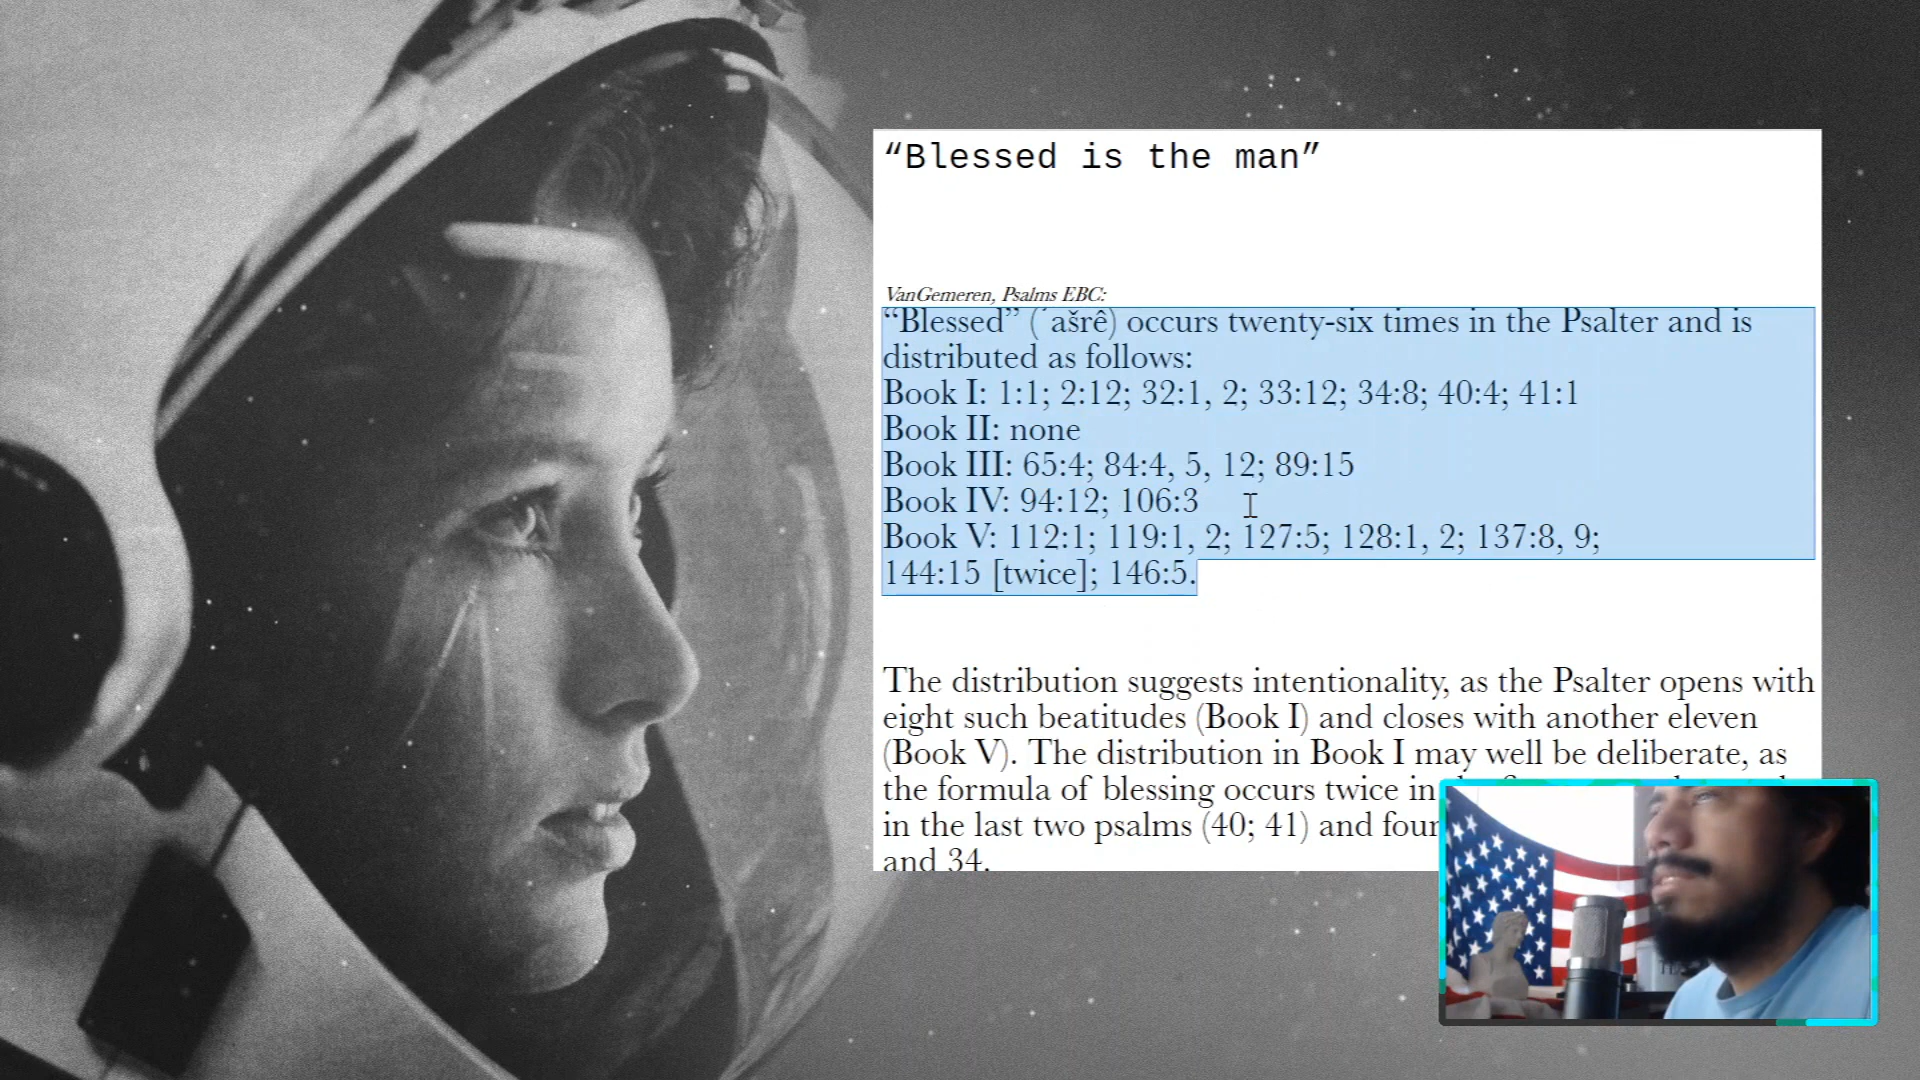 “Blessed is the man”
VanGemeren, Psalms EBC:
“Blessed” (ʾašrê) occurs twenty-six times in the Psalter and is
distributed as follows:
Book I: 1:1; 2:12; 32:1, 2; 33:12; 34:8; 40:4; 41:1
Book II: none
Book III: 65:4; 84:4, 5, 12; 89:15
Book IV: 94:12; 106:3
Book V: 112:1; 119:1, 2; 127:5; 128:1, 2; 137:8, 9;
144:15 [twice]; 146:5.
The distribution suggests intentionality, as the Psalter opens with
eight such beatitudes (Book I) and closes with another eleven
(Book V). The distribution in Book I may well be deliberate, as
the formula of blessing occurs twice in
in the last two psalms (40; 41) and four
and 34.